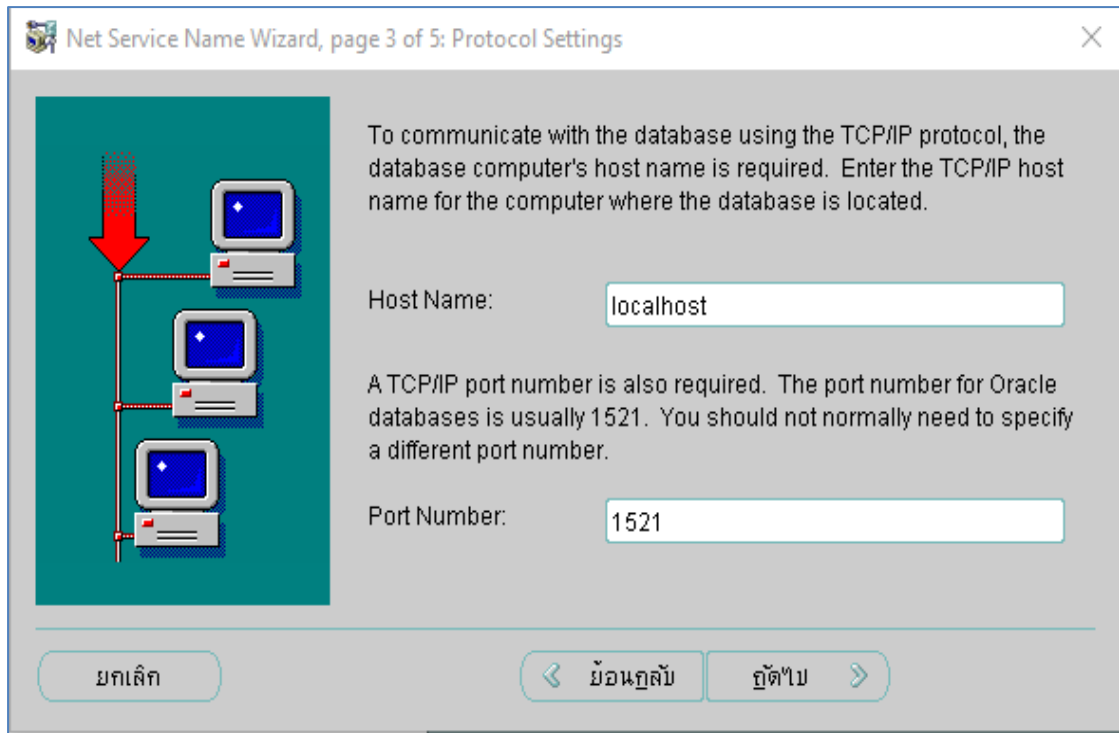 Net Service Name Wizard, page 3 of 5: Protocol Settings
To communicate with the database using the TCP/IP protocol, the
database computer's host name is required. Enter the TCP/IP host
name for the computer where the database is located.
Host Name:
localhost
A TCP/IP port number is also required. The port number for Oracle
databases is usually 1521. You should not normally need to specify
a different port number.
Port Number:
1521
ยกเลิก
ย้อนกลับ
ถัดไป